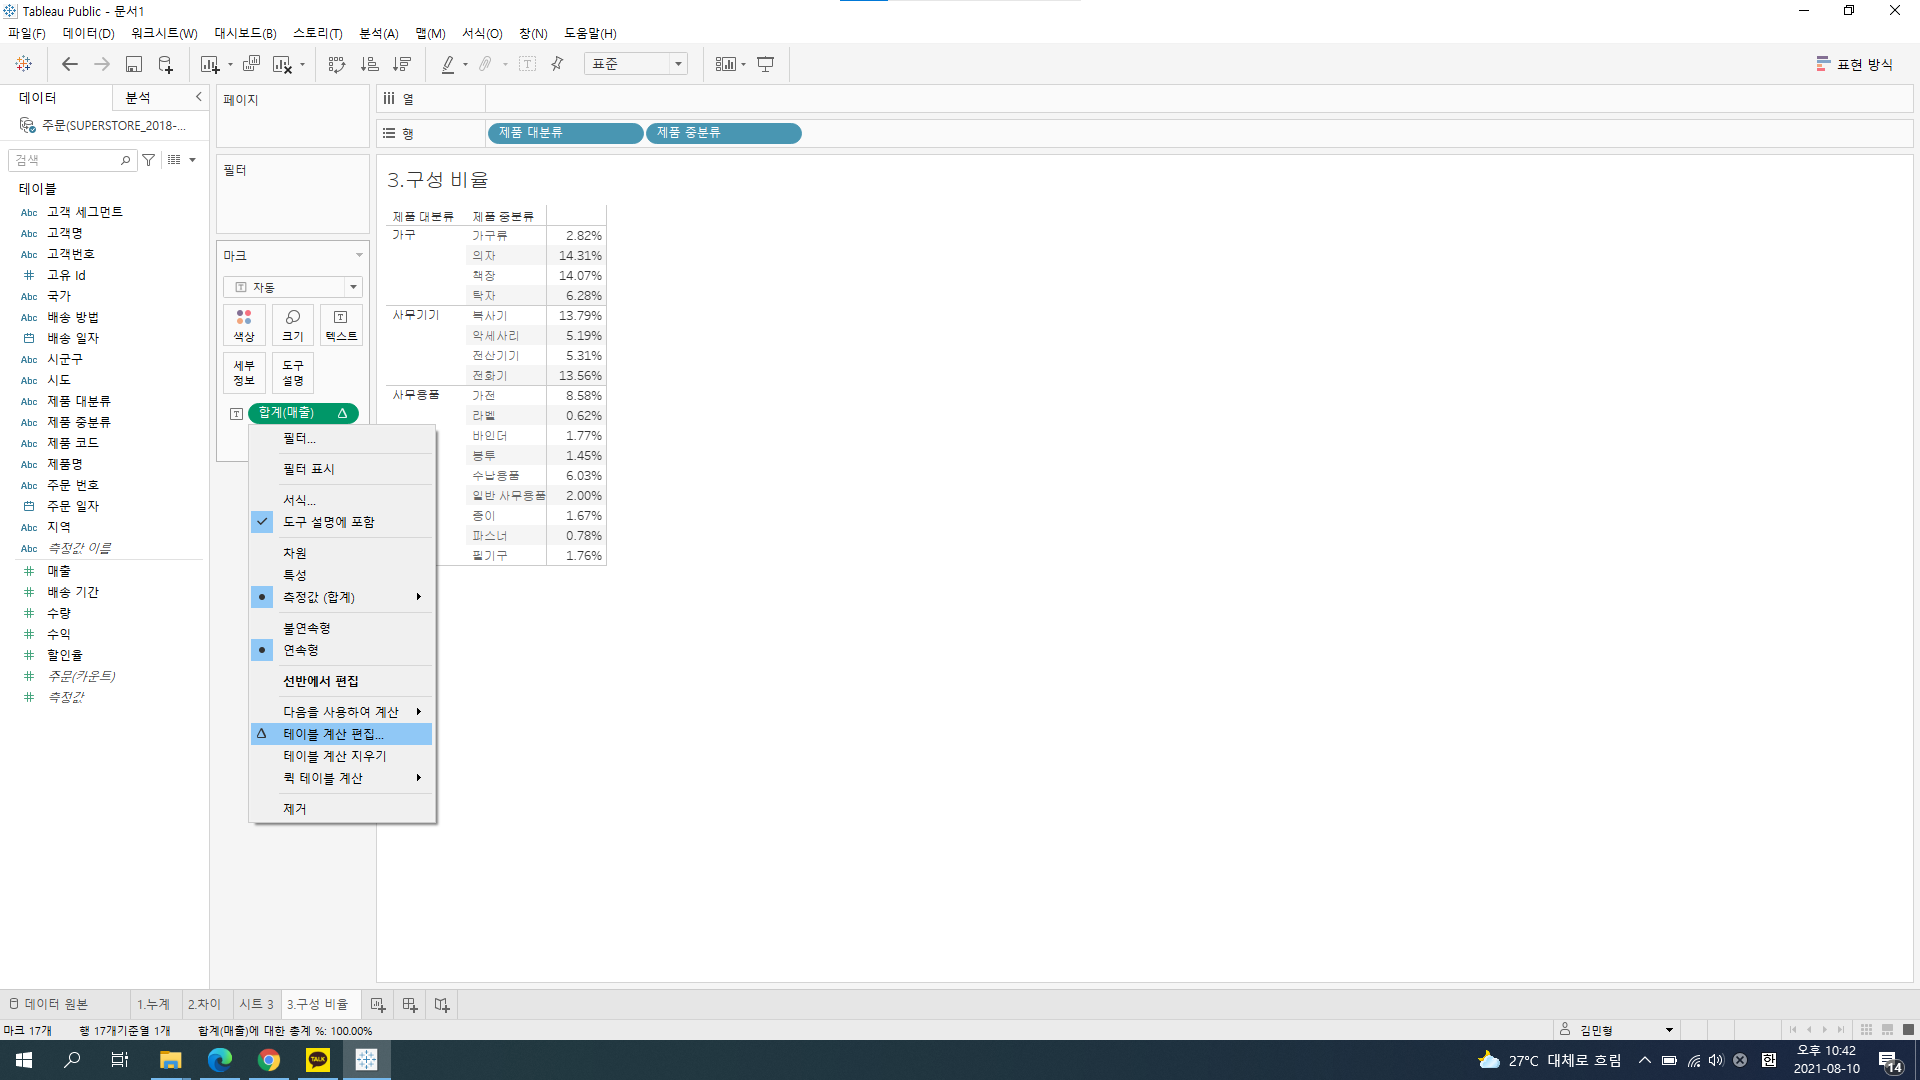 Tableau Public - 문서1
파일(F) 데이터(D) 워크시트(W) 대시보드(B) 스토리(T) 분석(A) 맵(M) 서식(O) 창(N) 도움말(H)
표준
표현 방식
데이터 분석
주문(SUPERSTORE_2018-...
검색
테이블
Abc 고객 세그먼트
Abc 고객명
Abc 고객번호
# 고유 Id
Abc 국가
Abc 배송 방법
배송 일자
Abc 시군구
Abc 시도
Abc 제품 대분류
Abc 제품 중분류
Abc 제품 코드
Abc 제품명
Abc 주문 번호
주문 일자
Abc 지역
Abc 측정값 이름
# 매출
# 배송 기간
# 수량
# 수익
# 할인율
# 주문(카운트)
# 측정값
페이지
필터
마크
자동
색상 크기 텍스트
세부 정보 도구 설명
합계(매출)
필터...
필터 표시
서식...
도구 설명에 포함
차원
특성
측정값 (합계)
불연속형
연속형
선반에서 편집
다음을 사용하여 계산
테이블 계산 편집...
테이블 계산 지우기
퀵 테이블 계산
제거
열
행 제품 대분류 제품 중분류
3.구성 비율
제품 대분류 제품 중분류
가구 가구류 2.82%
의자 14.31%
책장 14.07%
탁자 6.28%
사무기기 복사기 13.79%
악세사리 5.19%
전산기기 5.31%
전화기 13.56%
사무용품 가전 8.58%
라벨 0.62%
바인더 1.77%
봉투 1.45%
수납용품 6.03%
일반 사무용품 2.00%
종이 1.67%
파스너 0.78%
필기구 1.76%
데이터 원본 1.누계 2.차이 시트 3 3.구성 비율
마크 17개 행 17개기준열 1개 합계(매출)에 대한 총계 %: 100.00%
김민형
TALK
27°C 대체로 흐림
한
오후 10:42
2021-08-10
14